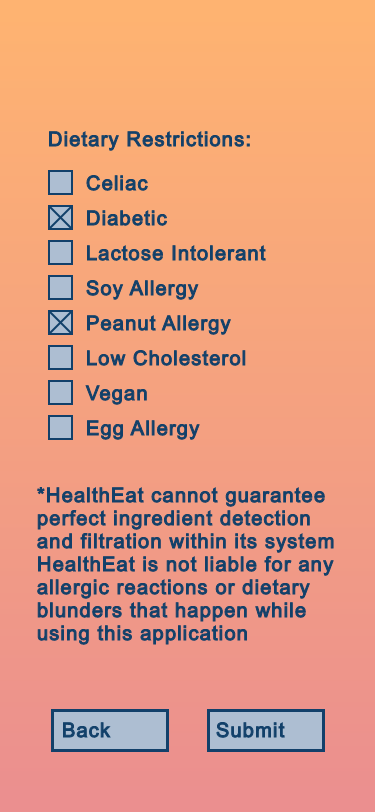 Dietary Restrictions:
Celiac
Diabetic
Lactose Intolerant
Soy Allergy
Peanut Allergy
Low Cholesterol
Vegan
Egg Allergy
*HealthEat cannot guarantee
perfect ingredient detection
and filtration within its system
HealthEat is not liable for any
allergic reactions or dietary
blunders that happen while
using this application
Back
Submit